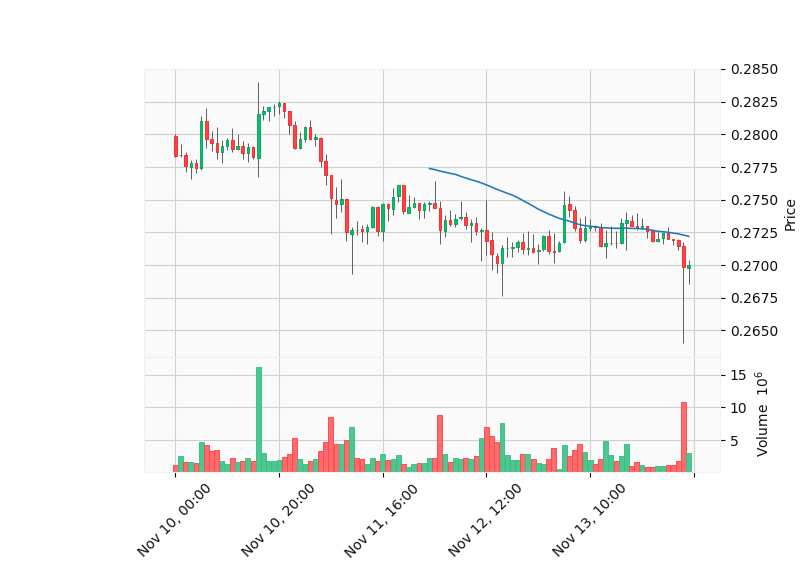 0.2850
0.2825
0.2800
0.2775
0.2750
0.2725
0.2700
0.2675
0.2650
Price
15
10
5
Volume 10^6
Nov 10, 00:00
Nov 10, 20:00
Nov 11, 16:00
Nov 12, 12:00
Nov 13, 10:00